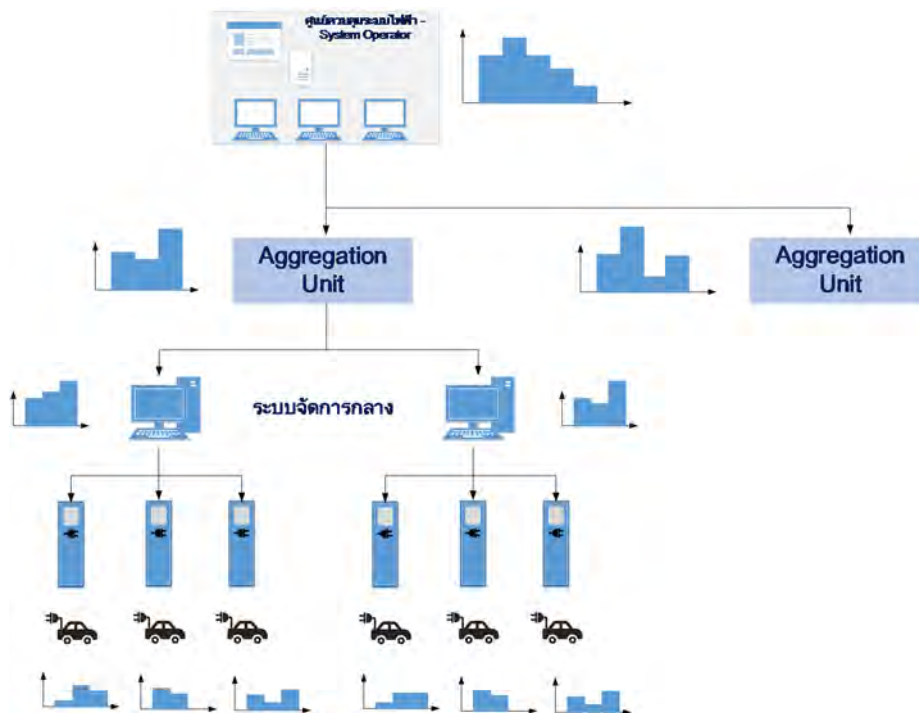 ศูนย์ควบคุมระบบไฟฟ้า -
System Operator
Aggregation
Unit
Aggregation
Unit
ระบบจัดการกลาง